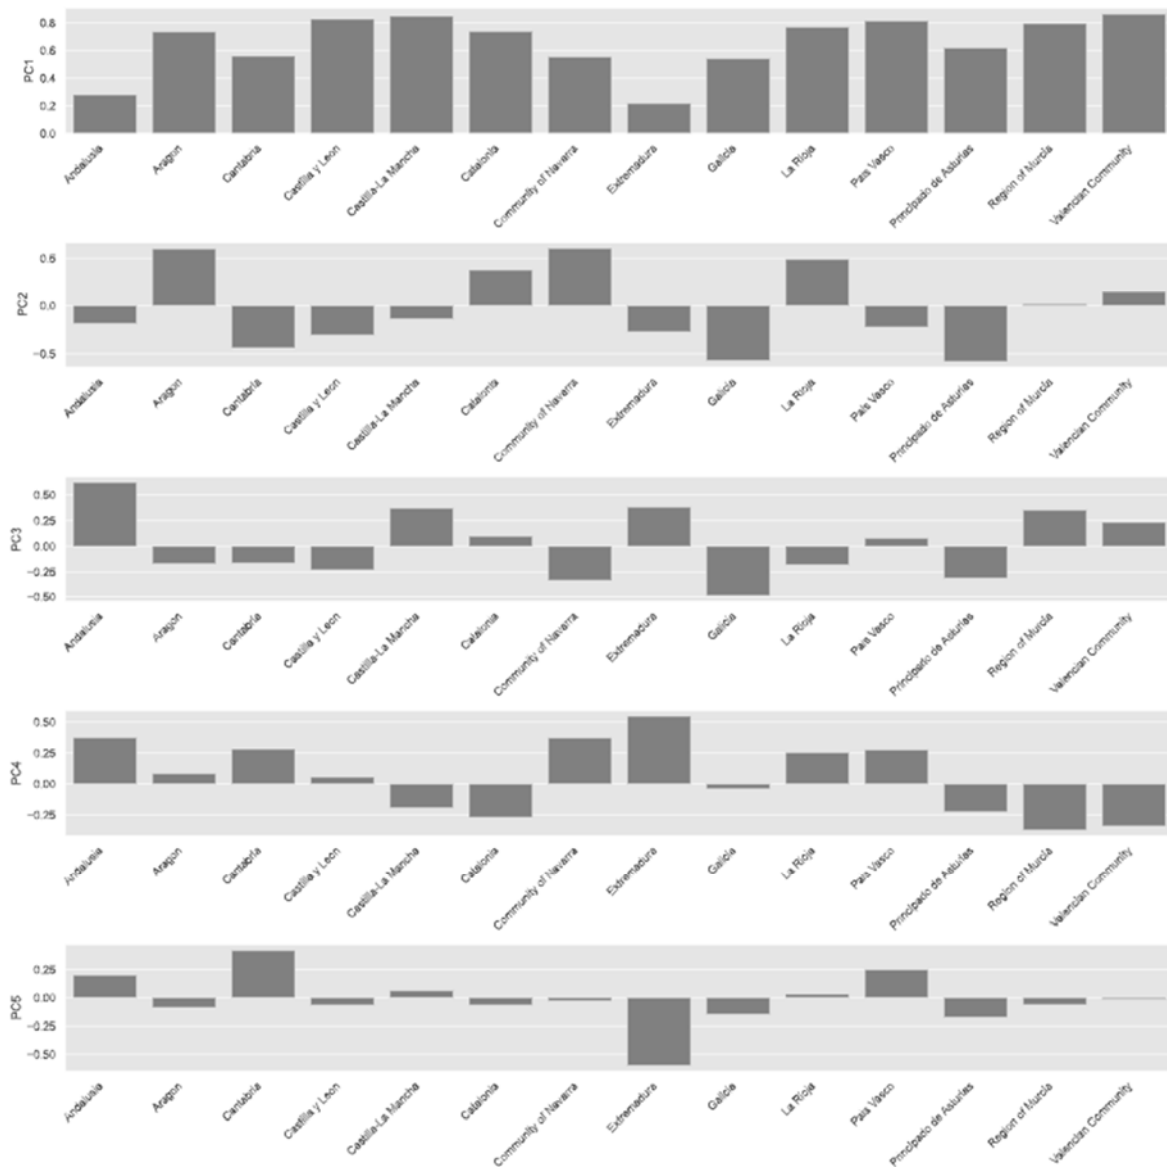 0.8
0.6
0.4
0.2
0.0
PC1
Andalusia
Aragon
Cantabria
Castilla y Leon
Castilla-La Mancha
Catalonia
Community of Navarra
Extremadura
Galicia
La Rioja
Pais Vasco
Principado de Asturias
Region of Murcia
Valencian Community
0.5
0.0
−0.5
PC2
Andalusia
Aragon
Cantabria
Castilla y Leon
Castilla-La Mancha
Catalonia
Community of Navarra
Extremadura
Galicia
La Rioja
Pais Vasco
Principado de Asturias
Region of Murcia
Valencian Community
0.50
0.25
0.00
−0.25
−0.50
PC3
Andalusia
Aragon
Cantabria
Castilla y Leon
Castilla-La Mancha
Catalonia
Community of Navarra
Extremadura
Galicia
La Rioja
Pais Vasco
Principado de Asturias
Region of Murcia
Valencian Community
0.50
0.25
0.00
−0.25
PC4
Andalusia
Aragon
Cantabria
Castilla y Leon
Castilla-La Mancha
Catalonia
Community of Navarra
Extremadura
Galicia
La Rioja
Pais Vasco
Principado de Asturias
Region of Murcia
Valencian Community
0.25
0.00
−0.25
−0.50
PC5
Andalusia
Aragon
Cantabria
Castilla y Leon
Castilla-La Mancha
Catalonia
Community of Navarra
Extremadura
Galicia
La Rioja
Pais Vasco
Principado de Asturias
Region of Murcia
Valencian Community